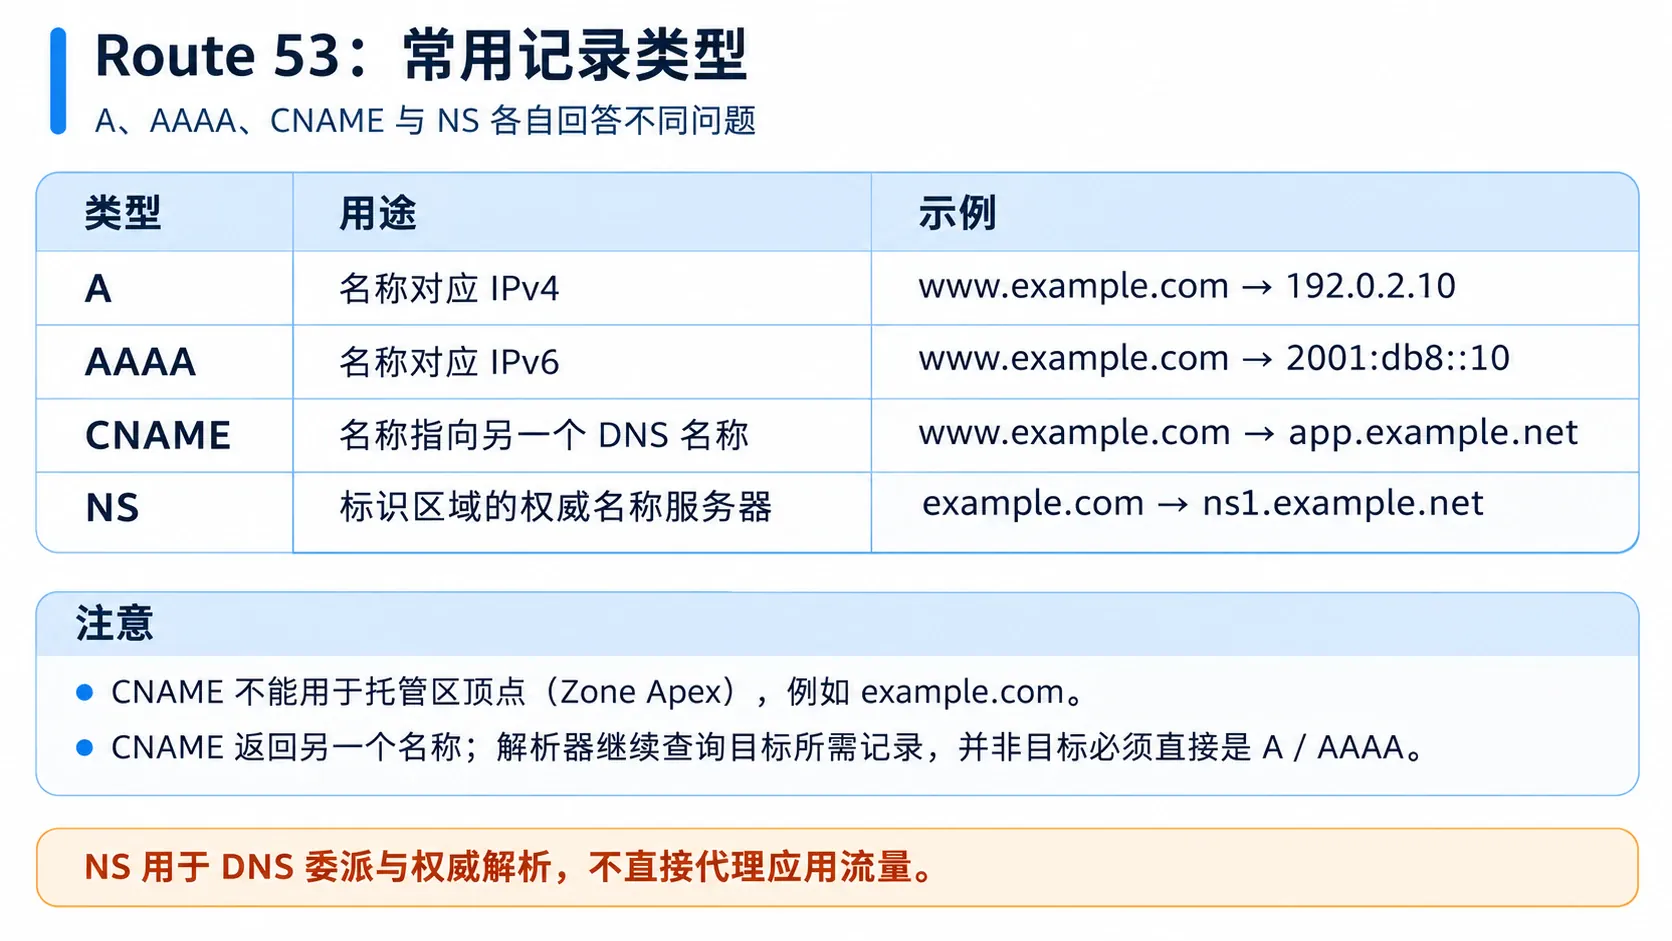 Route 53：常用记录类型
A、AAAA、CNAME 与 NS 各自回答不同问题
类型 用途 示例
A 名称对应 IPv4 www.example.com → 192.0.2.10
AAAA 名称对应 IPv6 www.example.com → 2001:db8::10
CNAME 名称指向另一个 DNS 名称 www.example.com → app.example.net
NS 标识区域的权威名称服务器 example.com → ns1.example.net
注意
CNAME 不能用于托管区顶点（Zone Apex），例如 example.com。
CNAME 返回另一个名称；解析器继续查询目标所需记录，并非目标必须直接是 A / AAAA。
NS 用于 DNS 委派与权威解析，不直接代理应用流量。